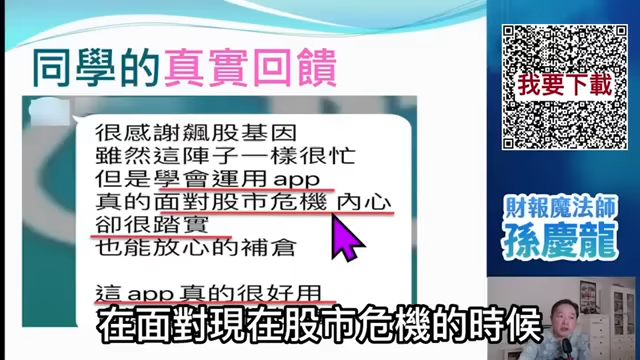 同學的真實回饋
很感謝飆股基因
雖然這陣子一樣很忙
但是學會運用app
真的面對股市危機 內心
卻很踏實
也能放心的補倉
這app真的很好用
在面對現在股市危機的時候
我要下載
財報魔法師
孫慶龍